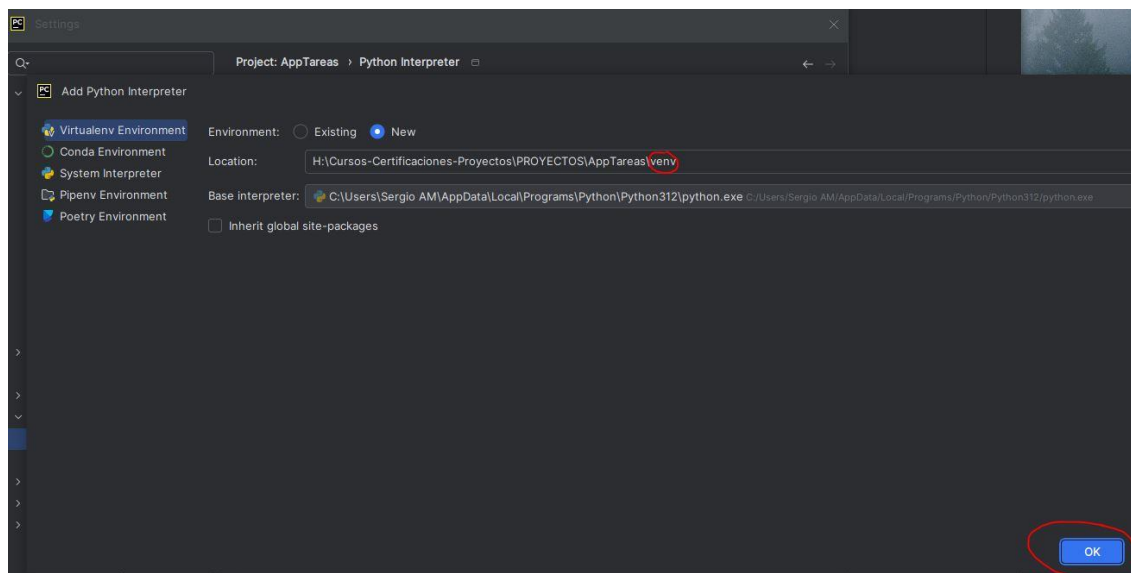 PC Settings
Project: AppTareas › Python Interpreter
PC Add Python Interpreter
Virtualenv Environment
Conda Environment
System Interpreter
Pipenv Environment
Poetry Environment
Environment: Existing New
Location: H:\Cursos-Certificaciones-Proyectos\PROYECTOS\AppTareas\venv
Base interpreter: C:\Users\Sergio AM\AppData\Local\Programs\Python\Python312\python.exe C:/Users/Sergio AM/AppData/Local/Programs/Python/Python312/python.exe
Inherit global site-packages
OK